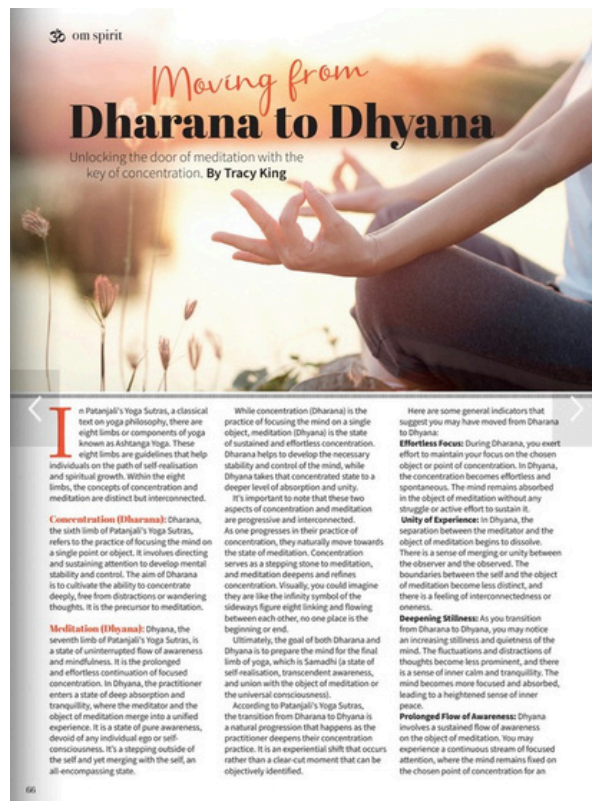 ૐ om spirit
Moving from
Dharana to Dhyana
Unlocking the door of meditation with the
key of concentration. By Tracy King
In Patanjali's Yoga Sutras, a classical
text on yoga philosophy, there are
eight limbs or components of yoga
known as Ashtanga Yoga. These
eight limbs are guidelines that help
individuals on the path of self-realisation
and spiritual growth. Within the eight
limbs, the concepts of concentration and
meditation are distinct but interconnected.
Concentration (Dharana): Dharana,
the sixth limb of Patanjali's Yoga Sutras,
refers to the practice of focusing the mind on
a single point or object. It involves directing
and sustaining attention to develop mental
stability and control. The aim of Dharana
is to cultivate the ability to concentrate
deeply, free from distractions or wandering
thoughts. It is the precursor to meditation.
Meditation (Dhyana): Dhyana, the
seventh limb of Patanjali's Yoga Sutras, is
a state of uninterrupted flow of awareness
and mindfulness. It is the prolonged
and effortless continuation of focused
concentration. In Dhyana, the practitioner
enters a state of deep absorption and
tranquillity, where the meditator and the
object of meditation merge into a unified
experience. It is a state of pure awareness,
devoid of any individual ego or self-
consciousness. It's a stepping outside of
the self and yet merging with the self, an
all-encompassing state.
While concentration (Dharana) is the
practice of focusing the mind on a single
object, meditation (Dhyana) is the state
of sustained and effortless concentration.
Dharana helps to develop the necessary
stability and control of the mind, while
Dhyana takes that concentrated state to a
deeper level of absorption and unity.
It's important to note that these two
aspects of concentration and meditation
are progressive and interconnected.
As one progresses in their practice of
concentration, they naturally move towards
the state of meditation. Concentration
serves as a stepping stone to meditation,
and meditation deepens and refines
concentration. Visually, you could imagine
they are like the infinity symbol of the
sideways figure eight linking and flowing
between each other, no one place is the
beginning or end.
Ultimately, the goal of both Dharana and
Dhyana is to prepare the mind for the final
limb of yoga, which is Samadhi (a state of
self-realisation, transcendent awareness,
and union with the object of meditation or
the universal consciousness).
According to Patanjali's Yoga Sutras,
the transition from Dharana to Dhyana is
a natural progression that happens as the
practitioner deepens their concentration
practice. It is an experiential shift that occurs
rather than a clear-cut moment that can be
objectively identified.
Here are some general indicators that
suggest you may have moved from Dharana
to Dhyana:
Effortless Focus: During Dharana, you exert
effort to maintain your focus on the chosen
object or point of concentration. In Dhyana,
the concentration becomes effortless and
spontaneous. The mind remains absorbed
in the object of meditation without any
struggle or active effort to sustain it.
Unity of Experience: In Dhyana, the
separation between the meditator and the
object of meditation begins to dissolve.
There is a sense of merging or unity between
the observer and the observed. The
boundaries between the self and the object
of meditation become less distinct, and
there is a feeling of interconnectedness or
oneness.
Deepening Stillness: As you transition
from Dharana to Dhyana, you may notice
an increasing stillness and quietness of the
mind. The fluctuations and distractions of
thoughts become less prominent, and there
is a sense of inner calm and tranquillity. The
mind becomes more focused and absorbed,
leading to a heightened sense of inner
peace.
Prolonged Flow of Awareness: Dhyana
involves a sustained flow of awareness
on the object of meditation. You may
experience a continuous stream of focused
attention, where the mind remains fixed on
the chosen point of concentration for an
66